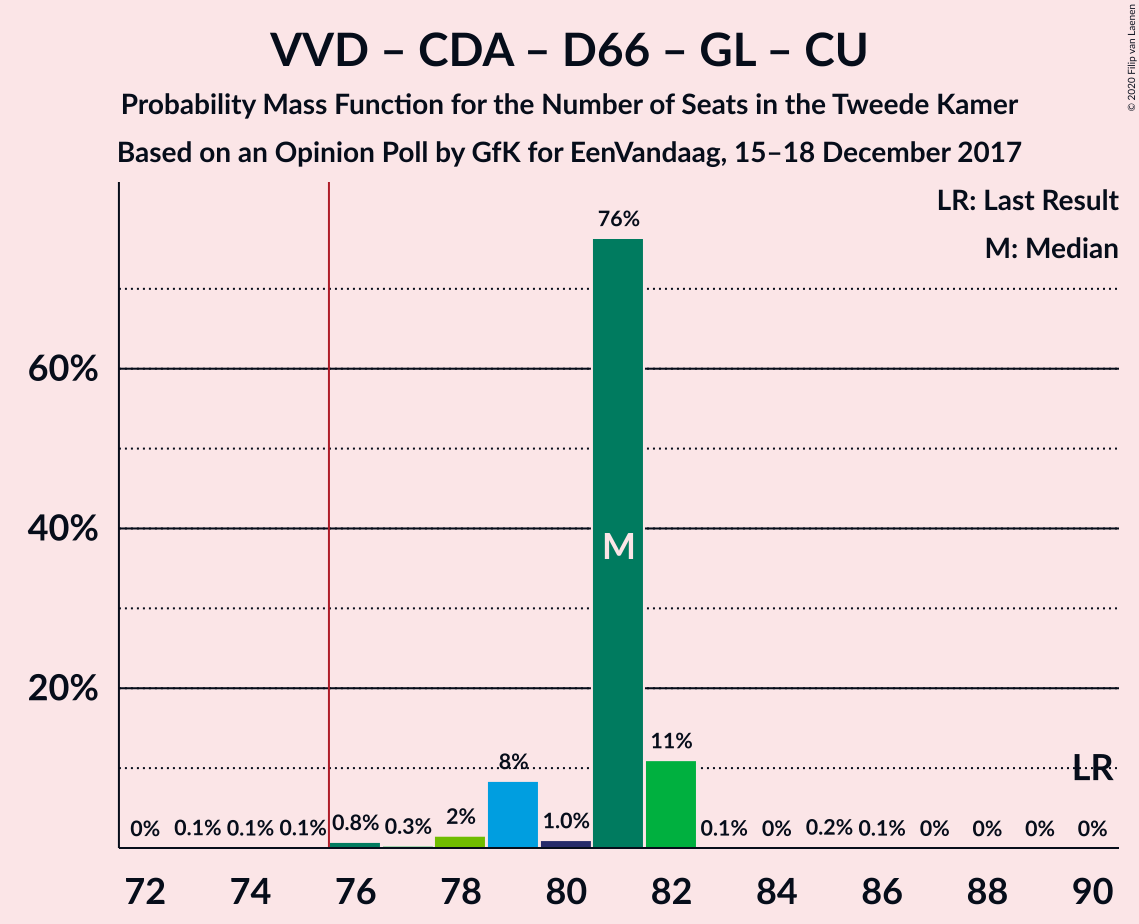 VVD – CDA – D66 – GL – CU
Probability Mass Function for the Number of Seats in the Tweede Kamer
Based on an Opinion Poll by GfK for EenVandaag, 15–18 December 2017
© 2020 Filip van Laenen
LR: Last Result
M: Median
76%
60%
40%
M
20%
11%
8%
LR
0% 0.1% 0.1% 0.1% 0.8% 0.3% 2% 1.0% 0.1% 0% 0.2% 0.1% 0% 0% 0% 0%
72 74 76 78 80 82 84 86 88 90